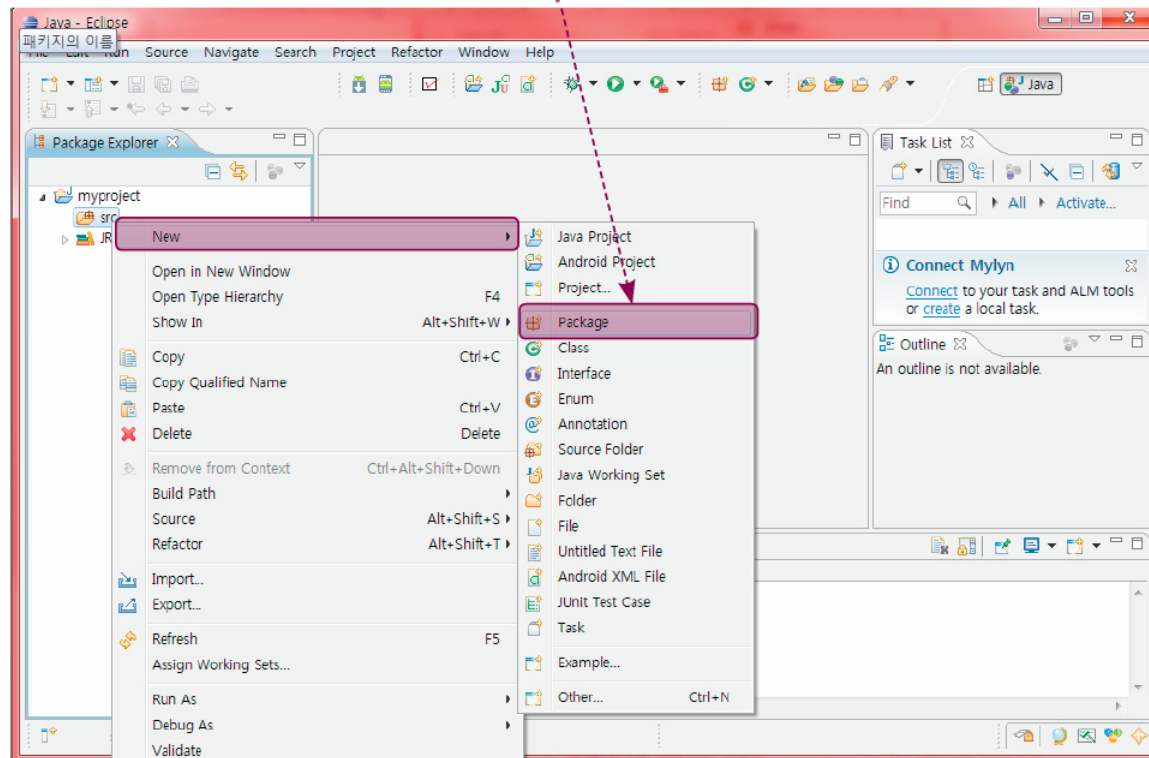 Java - Eclipse
패키지의 이름
Run Source Navigate Search Project Refactor Window Help
Java
Package Explorer
myproject
src
New
Open in New Window
Open Type Hierarchy F4
Show In Alt+Shift+W
Copy Ctrl+C
Copy Qualified Name
Paste Ctrl+V
Delete Delete
Remove from Context Ctrl+Alt+Shift+Down
Build Path
Source Alt+Shift+S
Refactor Alt+Shift+T
Import...
Export...
Refresh F5
Assign Working Sets...
Run As
Debug As
Validate
Java Project
Android Project
Project...
Package
Class
Interface
Enum
Annotation
Source Folder
Java Working Set
Folder
File
Untitled Text File
Android XML File
JUnit Test Case
Task
Example...
Other... Ctrl+N
Task List
Find All Activate...
Connect Mylyn
Connect to your task and ALM tools
or create a local task.
Outline
An outline is not available.